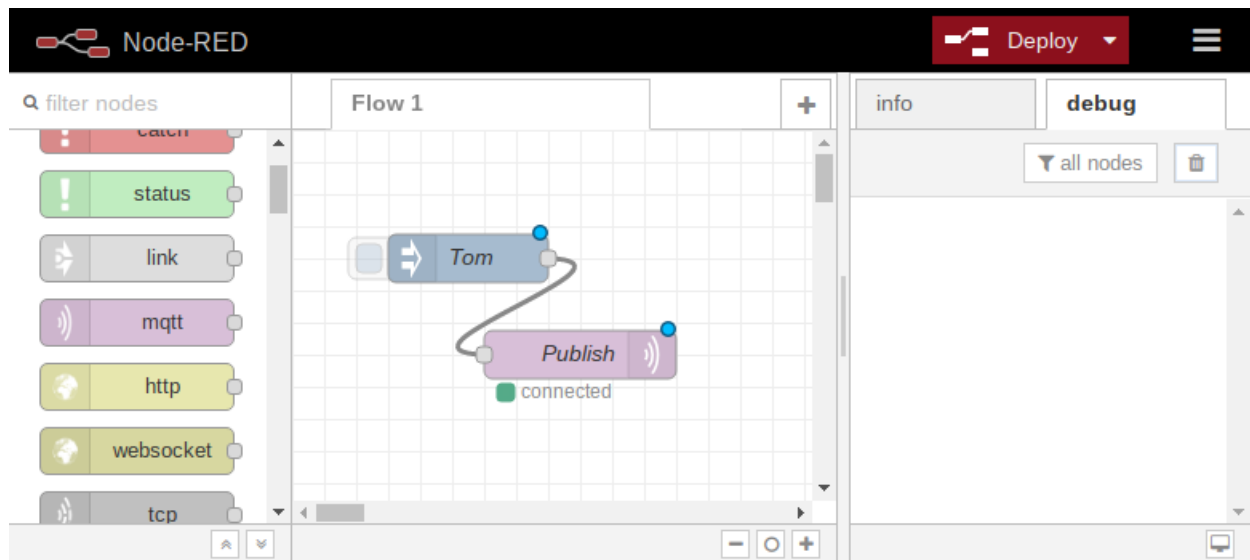 Node-RED
Deploy
filter nodes
Flow 1
info
debug
catch
all nodes
status
link
Tom
mqtt
Publish
http
connected
websocket
tcp